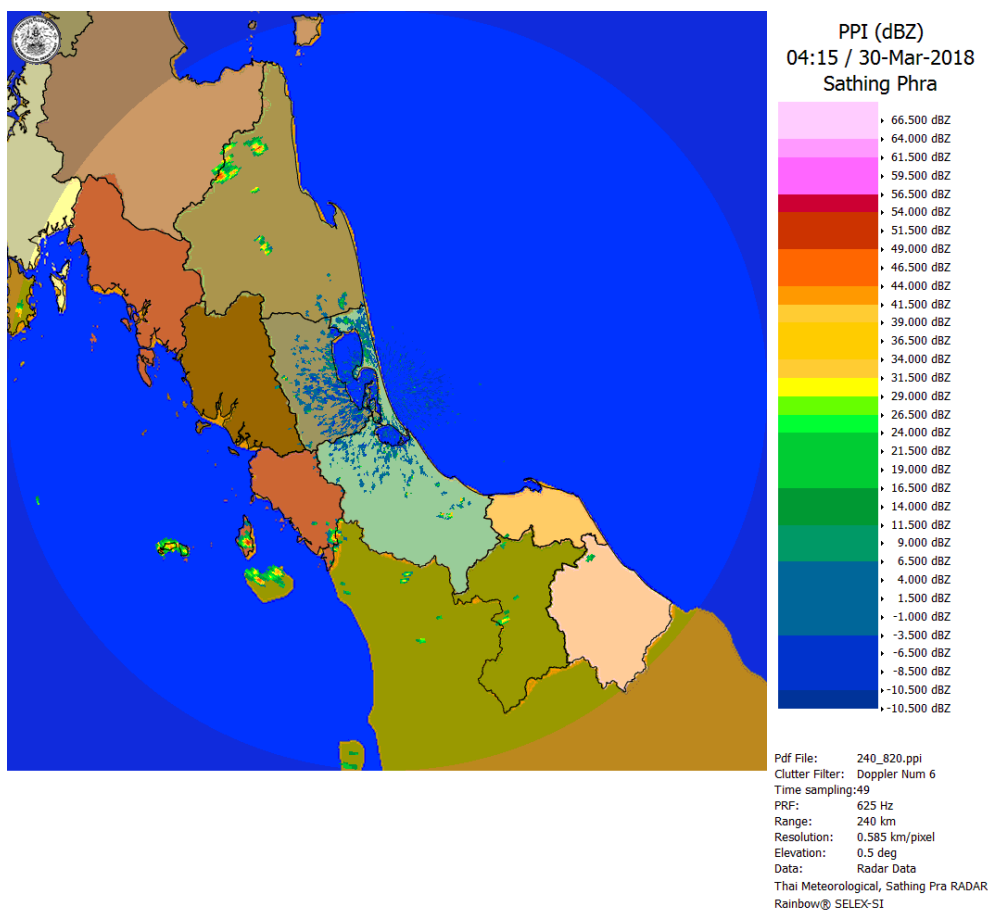 PPI (dBZ)
04:15 / 30-Mar-2018
Sathing Phra
66.500 dBZ
64.000 dBZ
61.500 dBZ
59.500 dBZ
56.500 dBZ
54.000 dBZ
51.500 dBZ
49.000 dBZ
46.500 dBZ
44.000 dBZ
41.500 dBZ
39.000 dBZ
36.500 dBZ
34.000 dBZ
31.500 dBZ
29.000 dBZ
26.500 dBZ
24.000 dBZ
21.500 dBZ
19.000 dBZ
16.500 dBZ
14.000 dBZ
11.500 dBZ
9.000 dBZ
6.500 dBZ
4.000 dBZ
1.500 dBZ
-1.000 dBZ
-3.500 dBZ
-6.500 dBZ
-8.500 dBZ
-10.500 dBZ
-10.500 dBZ
Pdf File: 240_820.ppi
Clutter Filter: Doppler Num 6
Time sampling:49
PRF: 625 Hz
Range: 240 km
Resolution: 0.585 km/pixel
Elevation: 0.5 deg
Data: Radar Data
Thai Meteorological, Sathing Pra RADAR
Rainbow® SELEX-SI